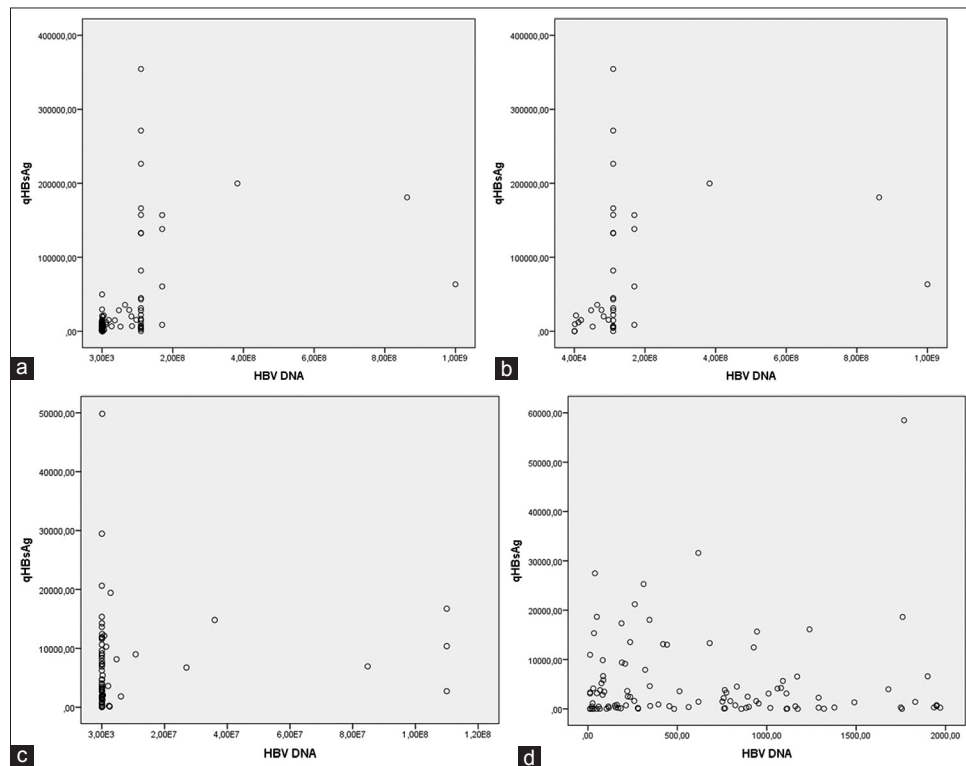 400000,00
300000,00
200000,00
100000,00
,00
qHBsAg
3,00E3 2,00E8 4,00E8 6,00E8 8,00E8 1,00E9
HBV DNA
a
400000,00
300000,00
200000,00
100000,00
,00
qHBsAg
4,00E4 2,00E8 4,00E8 6,00E8 8,00E8 1,00E9
HBV DNA
b
50000,00
40000,00
30000,00
20000,00
10000,00
,00
qHBsAg
3,00E3 2,00E7 4,00E7 6,00E7 8,00E7 1,00E8 1,20E8
HBV DNA
c
60000,00
50000,00
40000,00
30000,00
20000,00
10000,00
,00
qHBsAg
,00 500,00 1000,00 1500,00 2000,00
HBV DNA
d